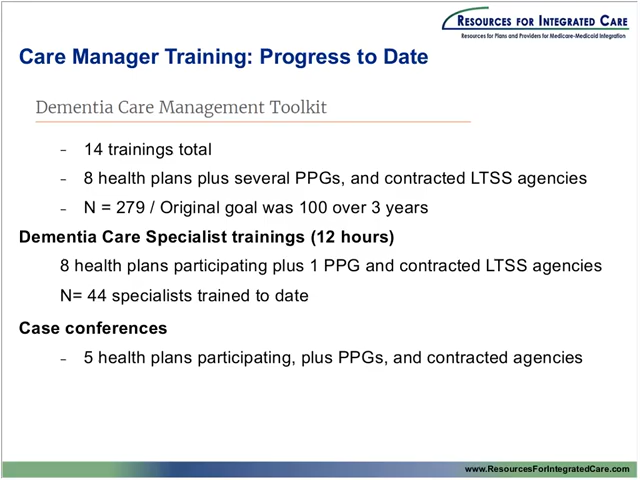 RESOURCES FOR INTEGRATED CARE
Resources for Plans and Providers for Medicare-Medicaid Integration
Care Manager Training: Progress to Date
Dementia Care Management Toolkit
– 14 trainings total
– 8 health plans plus several PPGs, and contracted LTSS agencies
– N = 279 / Original goal was 100 over 3 years
Dementia Care Specialist trainings (12 hours)
8 health plans participating plus 1 PPG and contracted LTSS agencies
N= 44 specialists trained to date
Case conferences
– 5 health plans participating, plus PPGs, and contracted agencies
www.ResourcesForIntegratedCare.com